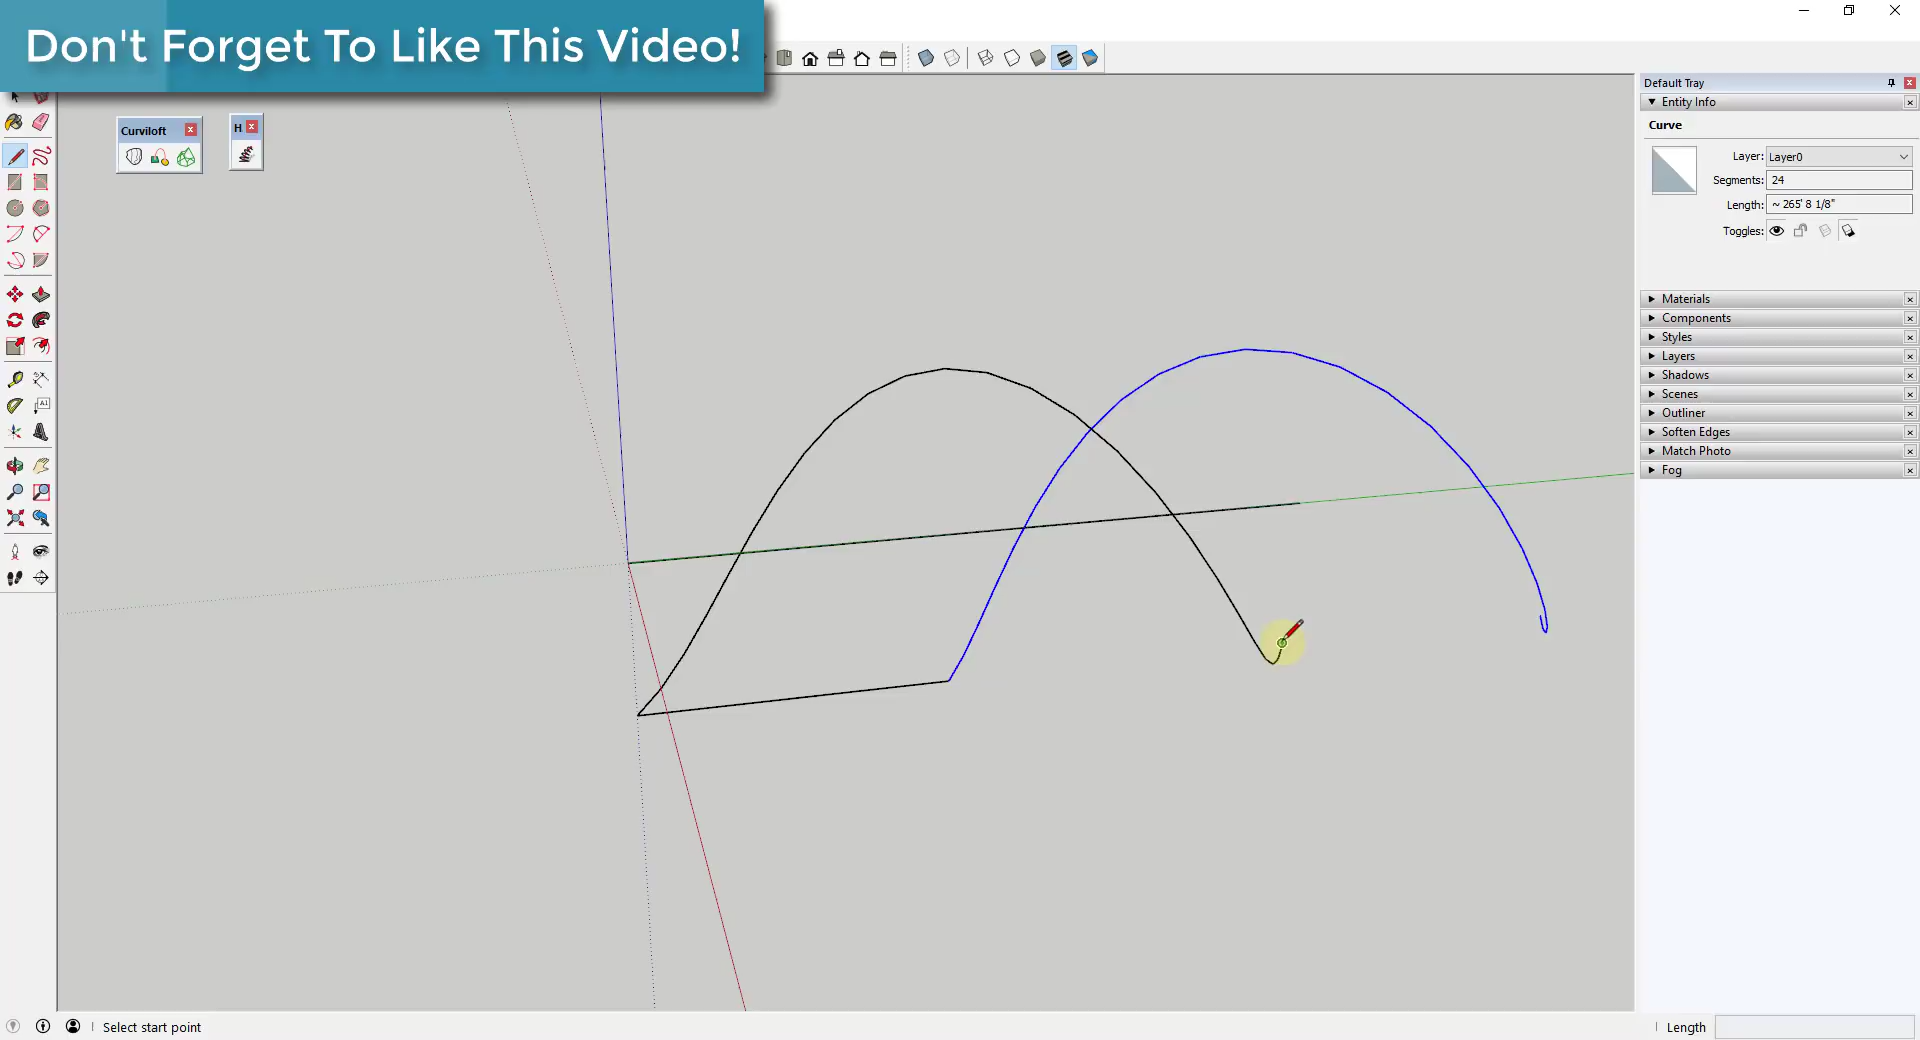 Don't Forget To Like This Video!
Default Tray
Entity Info
Curve
Layer: Layer0
Segments: 24
Length: ~ 265' 8 1/8"
Toggles:
Curviloft
H
A1
Materials
Components
Styles
Layers
Shadows
Scenes
Outliner
Soften Edges
Match Photo
Fog
Select start point
Length